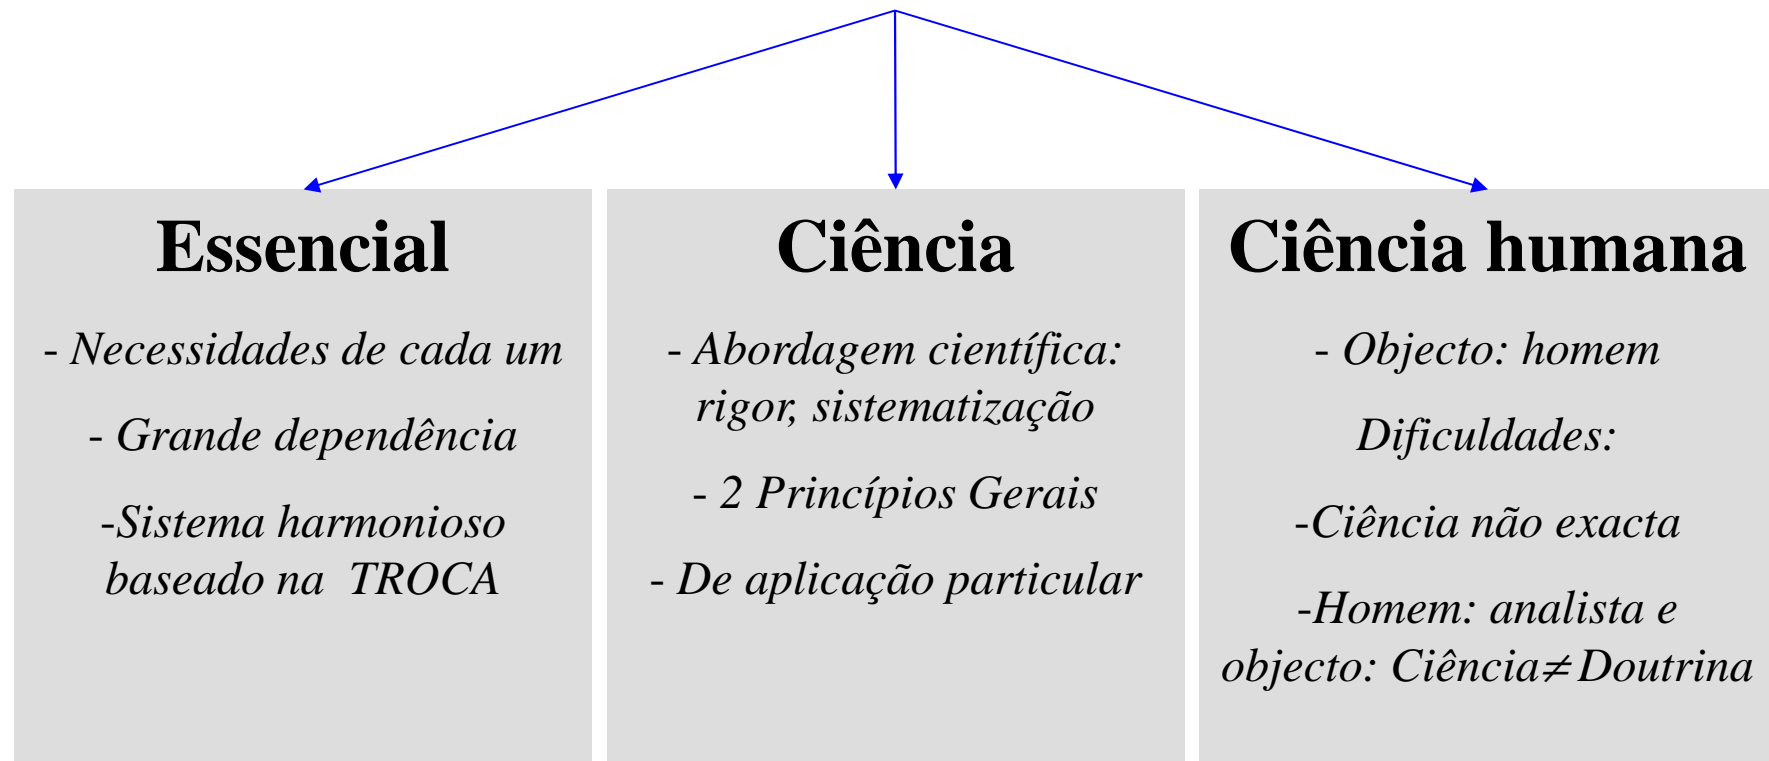 Essencial
- Necessidades de cada um
- Grande dependência
-Sistema harmonioso
baseado na TROCA
Ciência
- Abordagem científica:
rigor, sistematização
- 2 Princípios Gerais
- De aplicação particular
Ciência humana
- Objecto: homem
Dificuldades:
-Ciência não exacta
-Homem: analista e
objecto: Ciência≠Doutrina